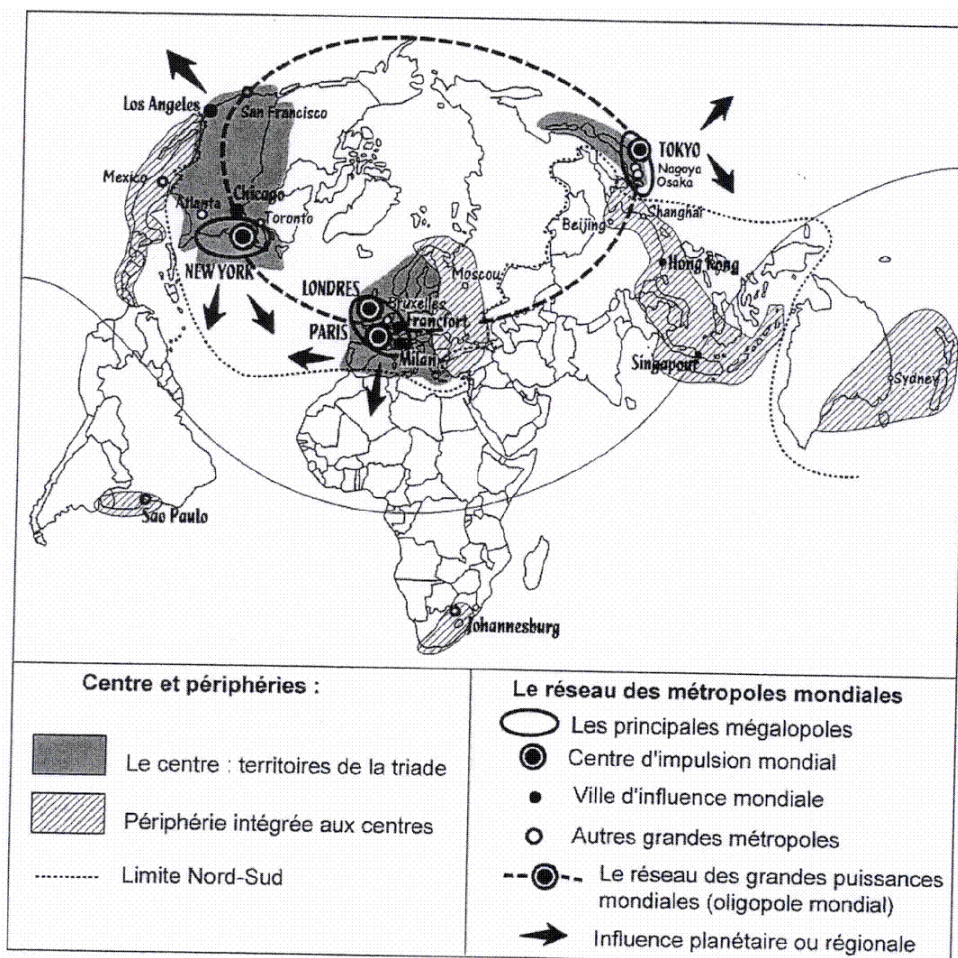 Los Angeles
San Francisco
Mexico
Atlanta
Chicago
Toronto
NEW YORK
LONDRES
PARIS
Bruxelles
Francfort
Milan
Moscou
TOKYO
Nagoya
Osaka
Shanghai
Beijing
Hong Kong
Singapour
Sydney
São Paulo
Johannesburg
Centre et périphéries :
Le centre : territoires de la triade
Périphérie intégrée aux centres
Limite Nord-Sud
Le réseau des métropoles mondiales
Les principales mégalopoles
Centre d'impulsion mondial
Ville d'influence mondiale
Autres grandes métropoles
Le réseau des grandes puissances
mondiales (oligopole mondial)
Influence planétaire ou régionale